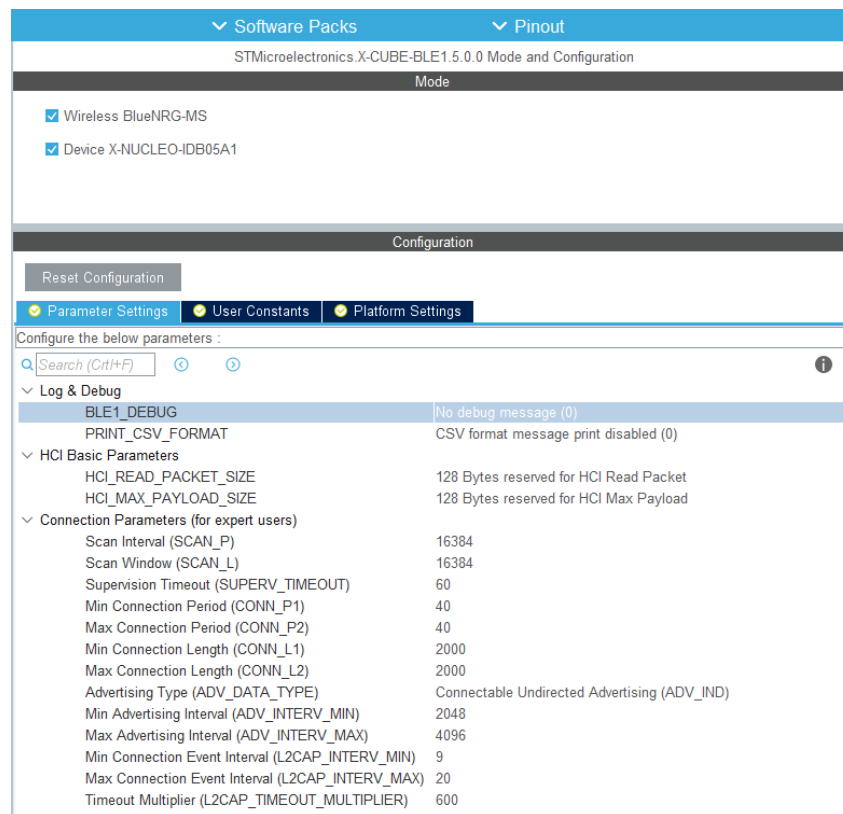 Software Packs Pinout
STMicroelectronics.X-CUBE-BLE1.5.0.0 Mode and Configuration
Mode
Wireless BlueNRG-MS
Device X-NUCLEO-IDB05A1
Configuration
Reset Configuration
Parameter Settings User Constants Platform Settings
Configure the below parameters :
Search (Crtl+F)
Log & Debug
BLE1_DEBUG No debug message (0)
PRINT_CSV_FORMAT CSV format message print disabled (0)
HCI Basic Parameters
HCI_READ_PACKET_SIZE 128 Bytes reserved for HCI Read Packet
HCI_MAX_PAYLOAD_SIZE 128 Bytes reserved for HCI Max Payload
Connection Parameters (for expert users)
Scan Interval (SCAN_P) 16384
Scan Window (SCAN_L) 16384
Supervision Timeout (SUPERV_TIMEOUT) 60
Min Connection Period (CONN_P1) 40
Max Connection Period (CONN_P2) 40
Min Connection Length (CONN_L1) 2000
Max Connection Length (CONN_L2) 2000
Advertising Type (ADV_DATA_TYPE) Connectable Undirected Advertising (ADV_IND)
Min Advertising Interval (ADV_INTERV_MIN) 2048
Max Advertising Interval (ADV_INTERV_MAX) 4096
Min Connection Event Interval (L2CAP_INTERV_MIN) 9
Max Connection Event Interval (L2CAP_INTERV_MAX) 20
Timeout Multiplier (L2CAP_TIMEOUT_MULTIPLIER) 600